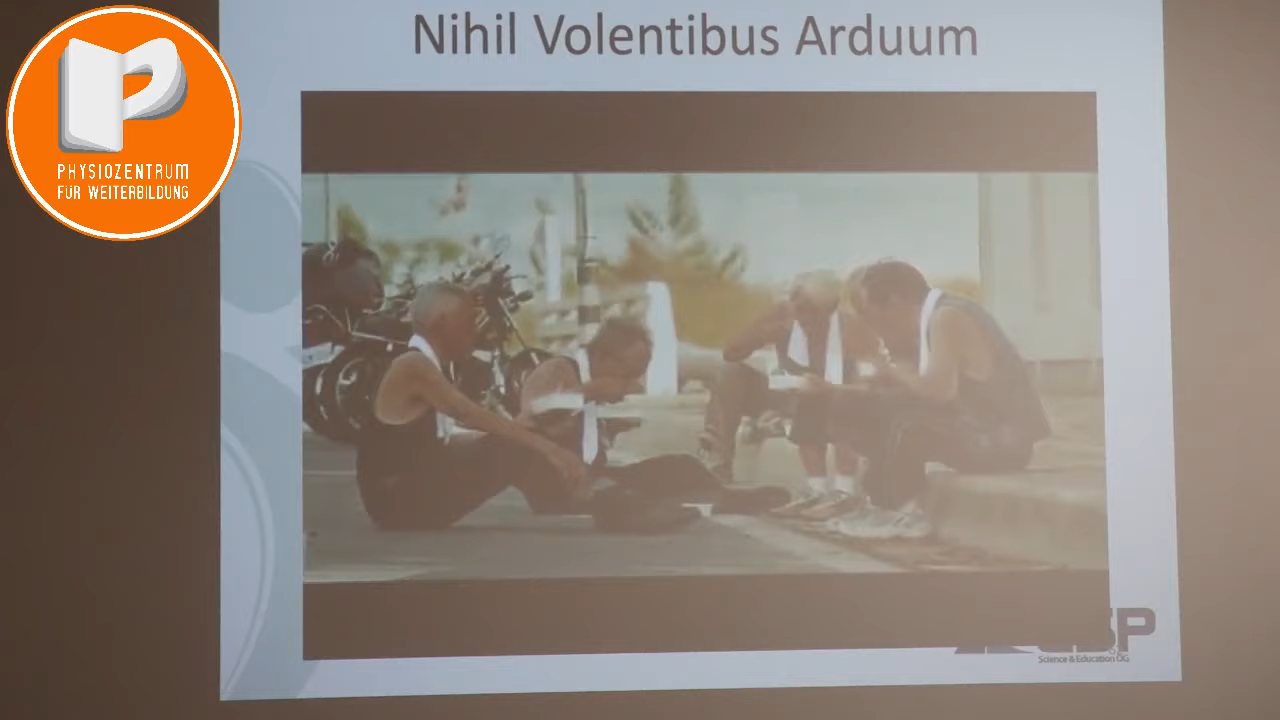 Nihil Volentibus Arduum
PHYSIOZENTRUM
FÜR WEITERBILDUNG
Science & Education OG